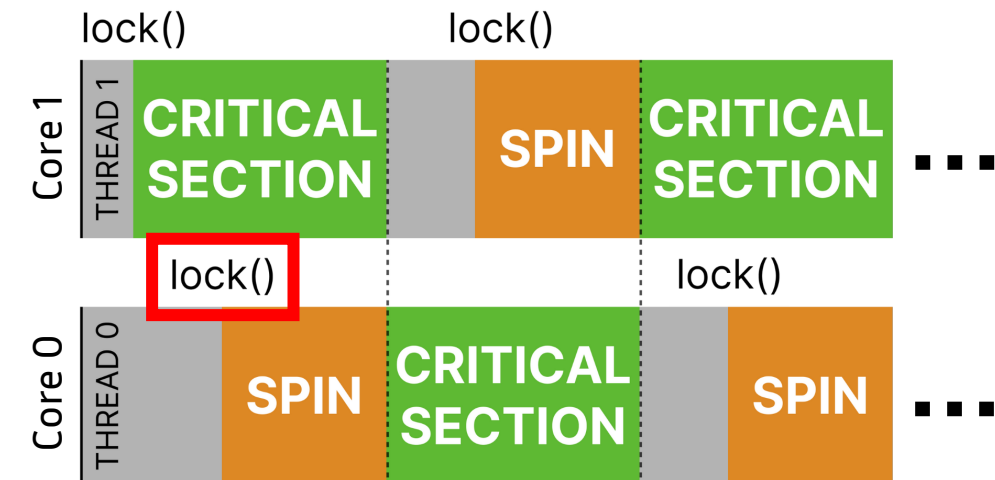 lock()
lock()
Core 1
THREAD 1
CRITICAL
SECTION
SPIN
CRITICAL
SECTION
lock()
lock()
Core 0
THREAD 0
SPIN
CRITICAL
SECTION
SPIN